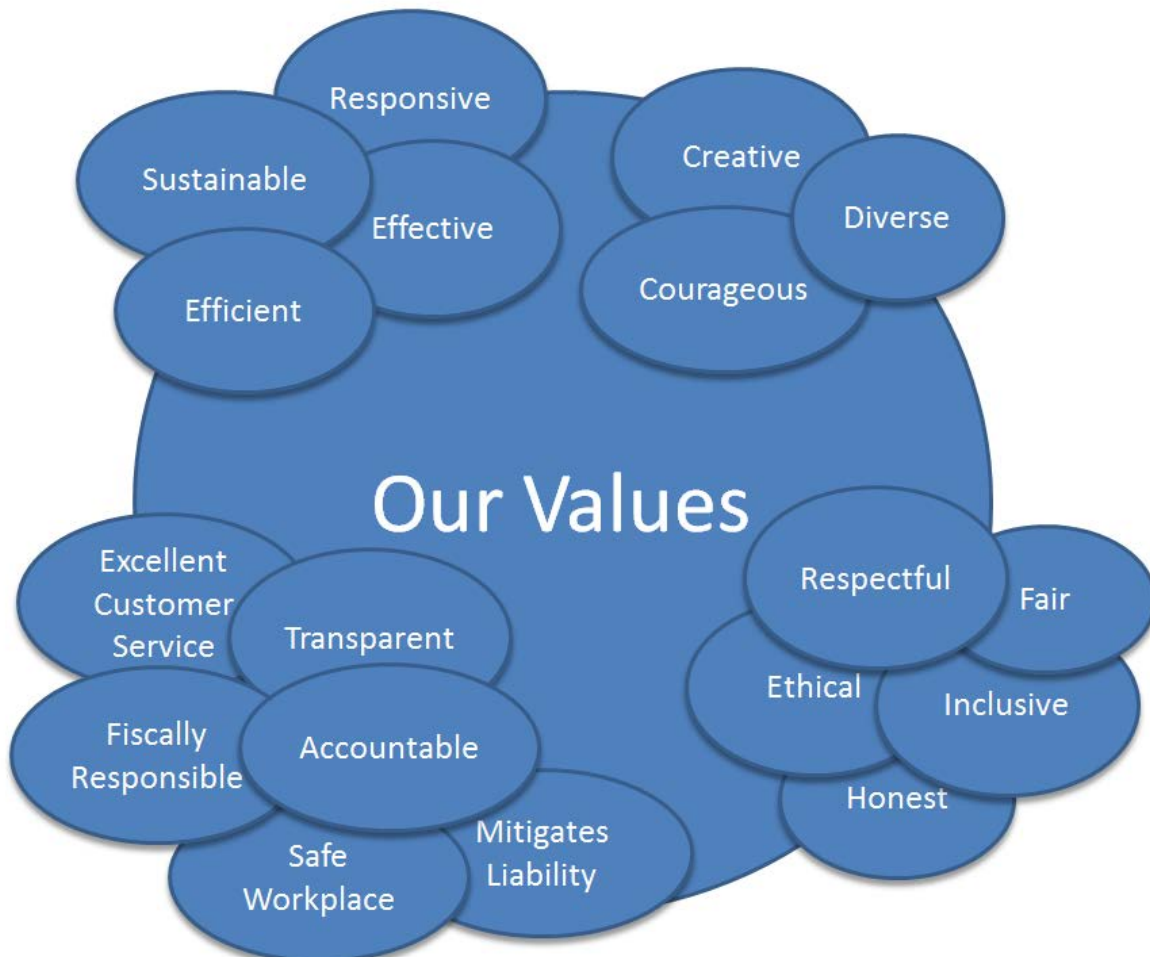 Responsive
Sustainable
Effective
Efficient
Creative
Diverse
Courageous
Our Values
Excellent
Customer
Service
Transparent
Fiscally
Responsible
Accountable
Safe
Workplace
Mitigates
Liability
Respectful
Fair
Ethical
Inclusive
Honest